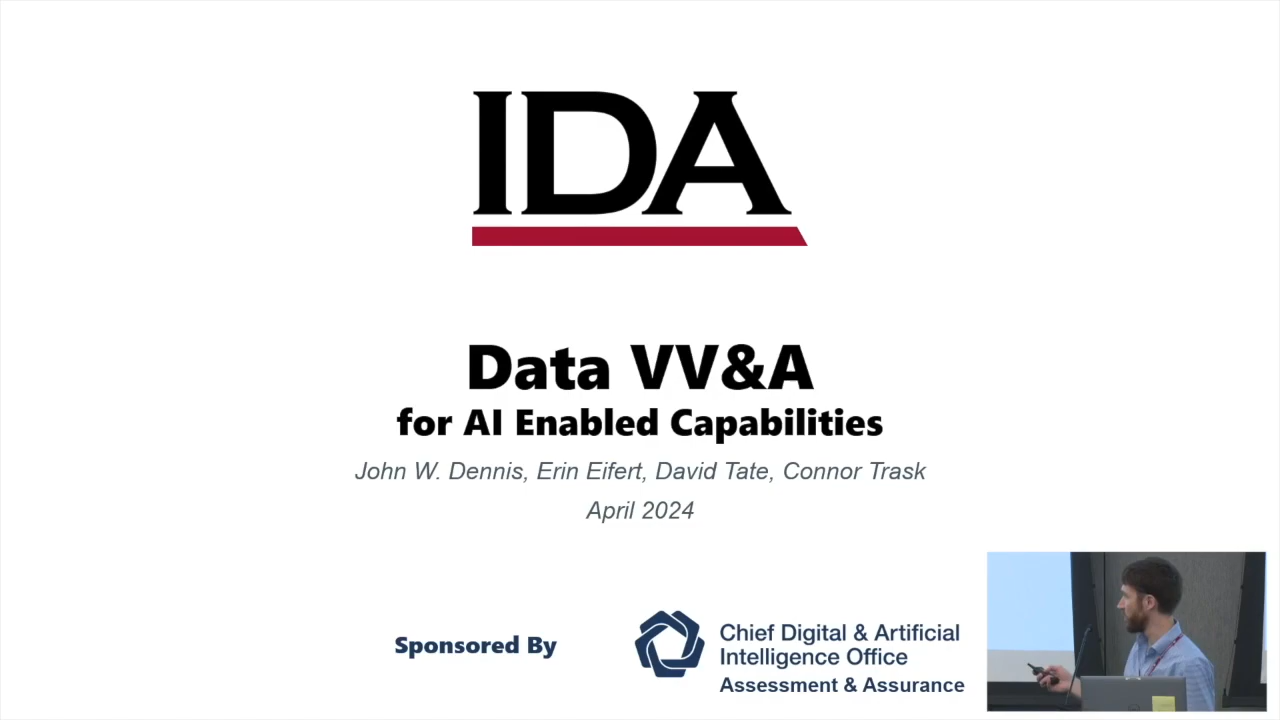 IDA
Data VV&A
for AI Enabled Capabilities
John W. Dennis, Erin Eifert, David Tate, Connor Trask
April 2024
Sponsored By
Chief Digital & Artificial
Intelligence Office
Assessment & Assurance